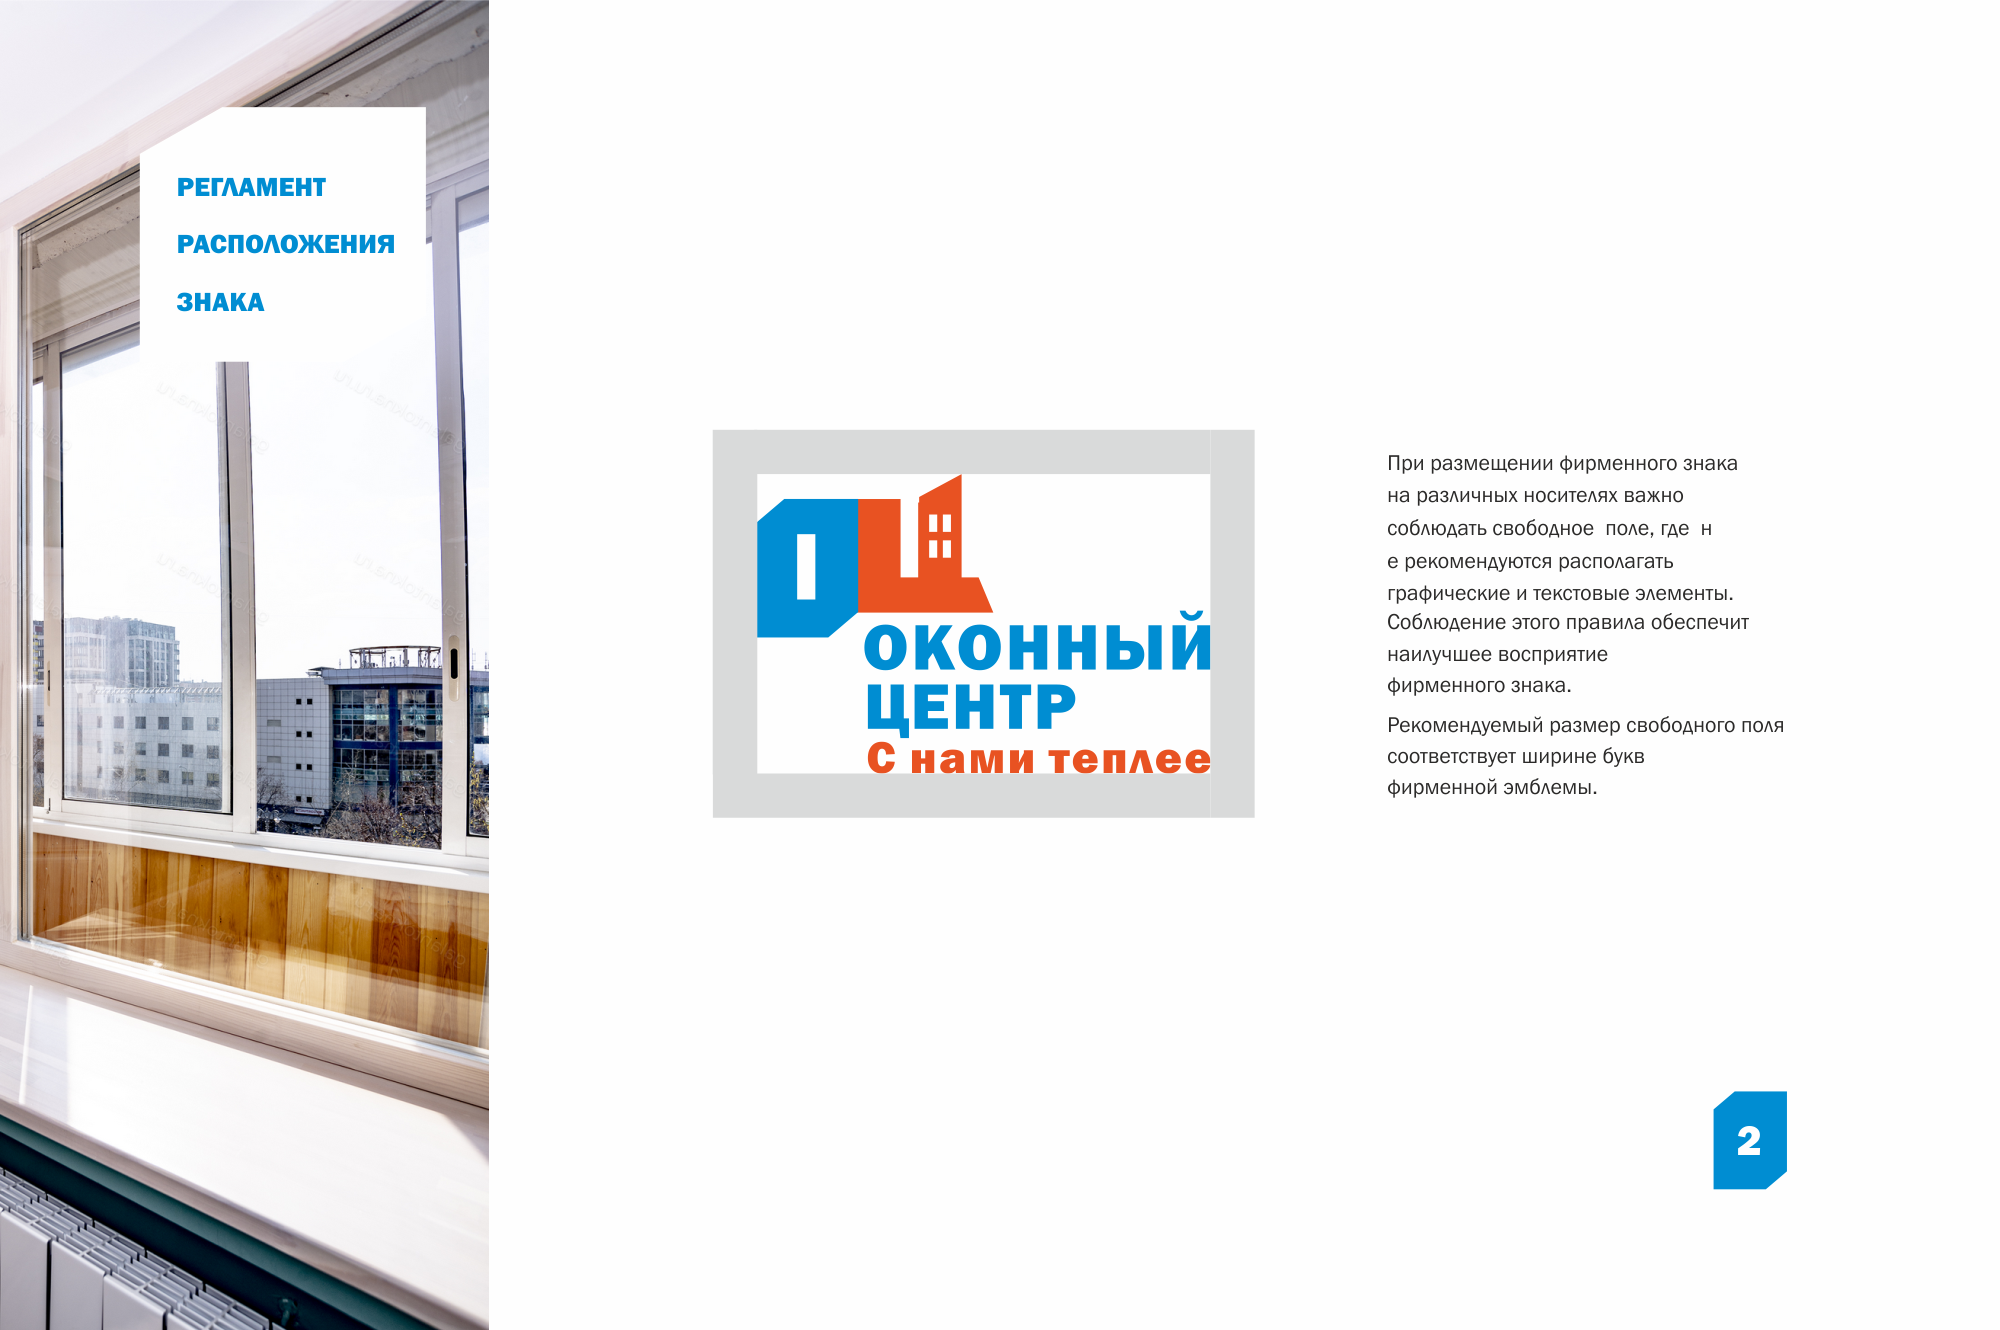 РЕГЛАМЕНТ
РАСПОЛОЖЕНИЯ
ЗНАКА
ОЦ
ОКОННЫЙ
ЦЕНТР
С нами теплее
При размещении фирменного знака
на различных носителях важно
соблюдать свободное  поле, где  н
е рекомендуются располагать
графические и текстовые элементы.
Соблюдение этого правила обеспечит
наилучшее восприятие
фирменного знака.
Рекомендуемый размер свободного поля
соответствует ширине букв
фирменной эмблемы.
2